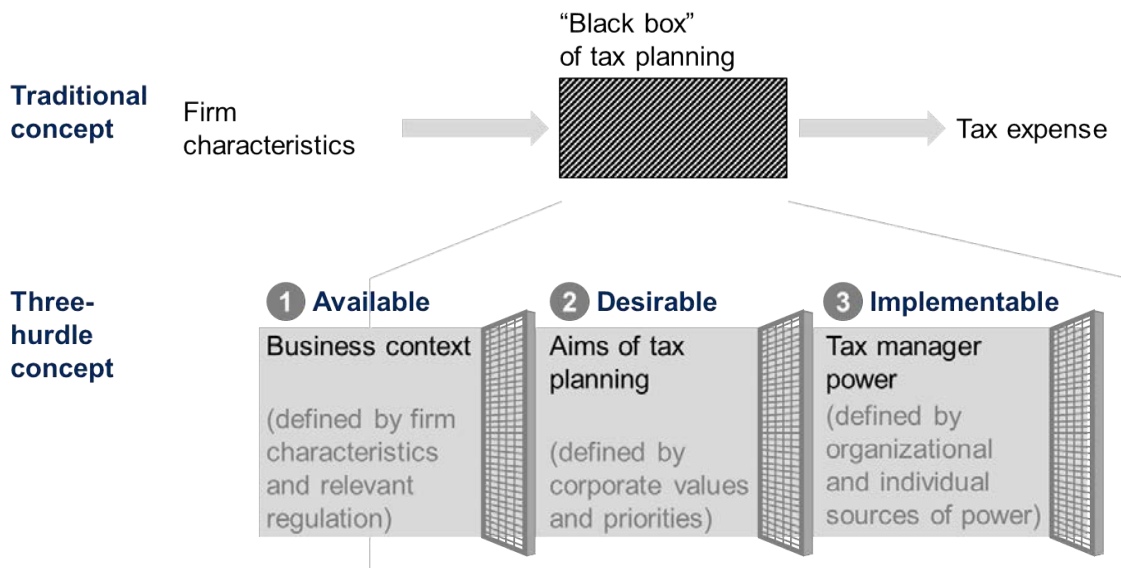 “Black box”
of tax planning
Traditional
concept
Firm
characteristics
Tax expense
Three-
hurdle
concept
1 Available
Business context
(defined by firm
characteristics
and relevant
regulation)
2 Desirable
Aims of tax
planning
(defined by
corporate values
and priorities)
3 Implementable
Tax manager
power
(defined by
organizational
and individual
sources of power)